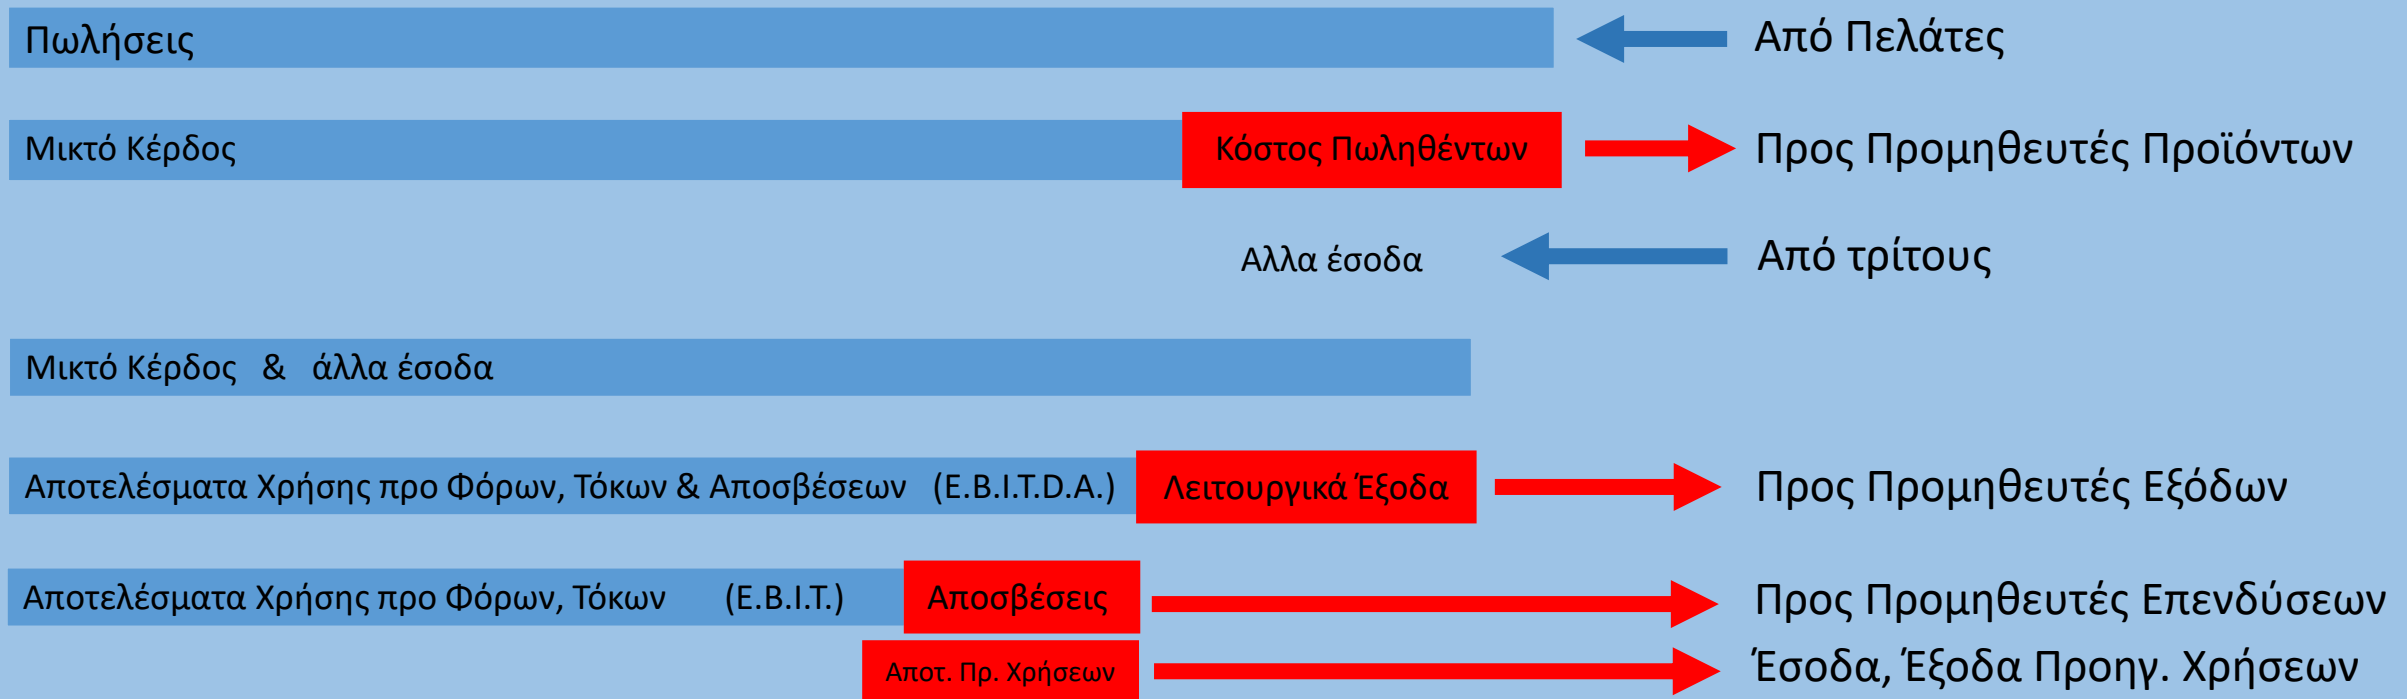 Πωλήσεις Από Πελάτες
Μικτό Κέρδος Κόστος Πωληθέντων Προς Προμηθευτές Προϊόντων
Αλλα έσοδα Από τρίτους
Μικτό Κέρδος & άλλα έσοδα
Αποτελέσματα Χρήσης προ Φόρων, Τόκων & Αποσβέσεων (E.B.I.T.D.A.) Λειτουργικά Έξοδα Προς Προμηθευτές Εξόδων
Αποτελέσματα Χρήσης προ Φόρων, Τόκων (E.B.I.T.) Αποσβέσεις Προς Προμηθευτές Επενδύσεων
Αποτ. Πρ. Χρήσεων Έσοδα, Έξοδα Προηγ. Χρήσεων